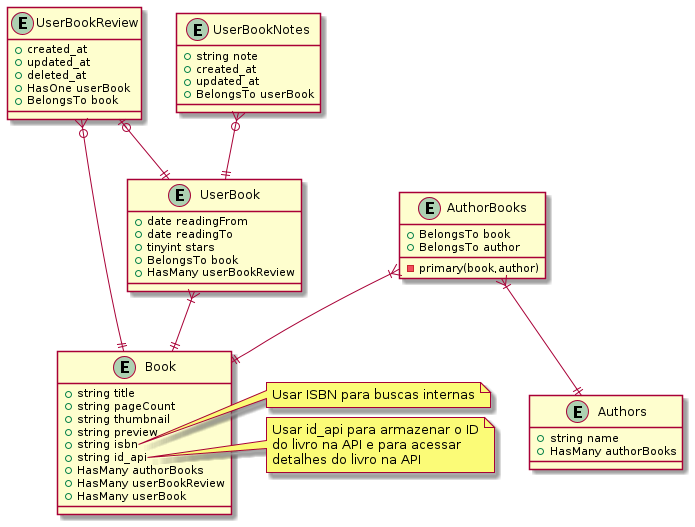 E UserBookReview
created_at
updated_at
deleted_at
HasOne userBook
BelongsTo book
E UserBookNotes
string note
created_at
updated_at
BelongsTo userBook
E UserBook
date readingFrom
date readingTo
tinyint stars
BelongsTo book
HasMany userBookReview
E AuthorBooks
BelongsTo book
BelongsTo author
primary(book,author)
E Book
string title
string pageCount
string thumbnail
string preview
string isbn
string id_api
HasMany authorBooks
HasMany userBookReview
HasMany userBook
Usar ISBN para buscas internas
Usar id_api para armazenar o ID
do livro na API e para acessar
detalhes do livro na API
E Authors
string name
HasMany authorBooks